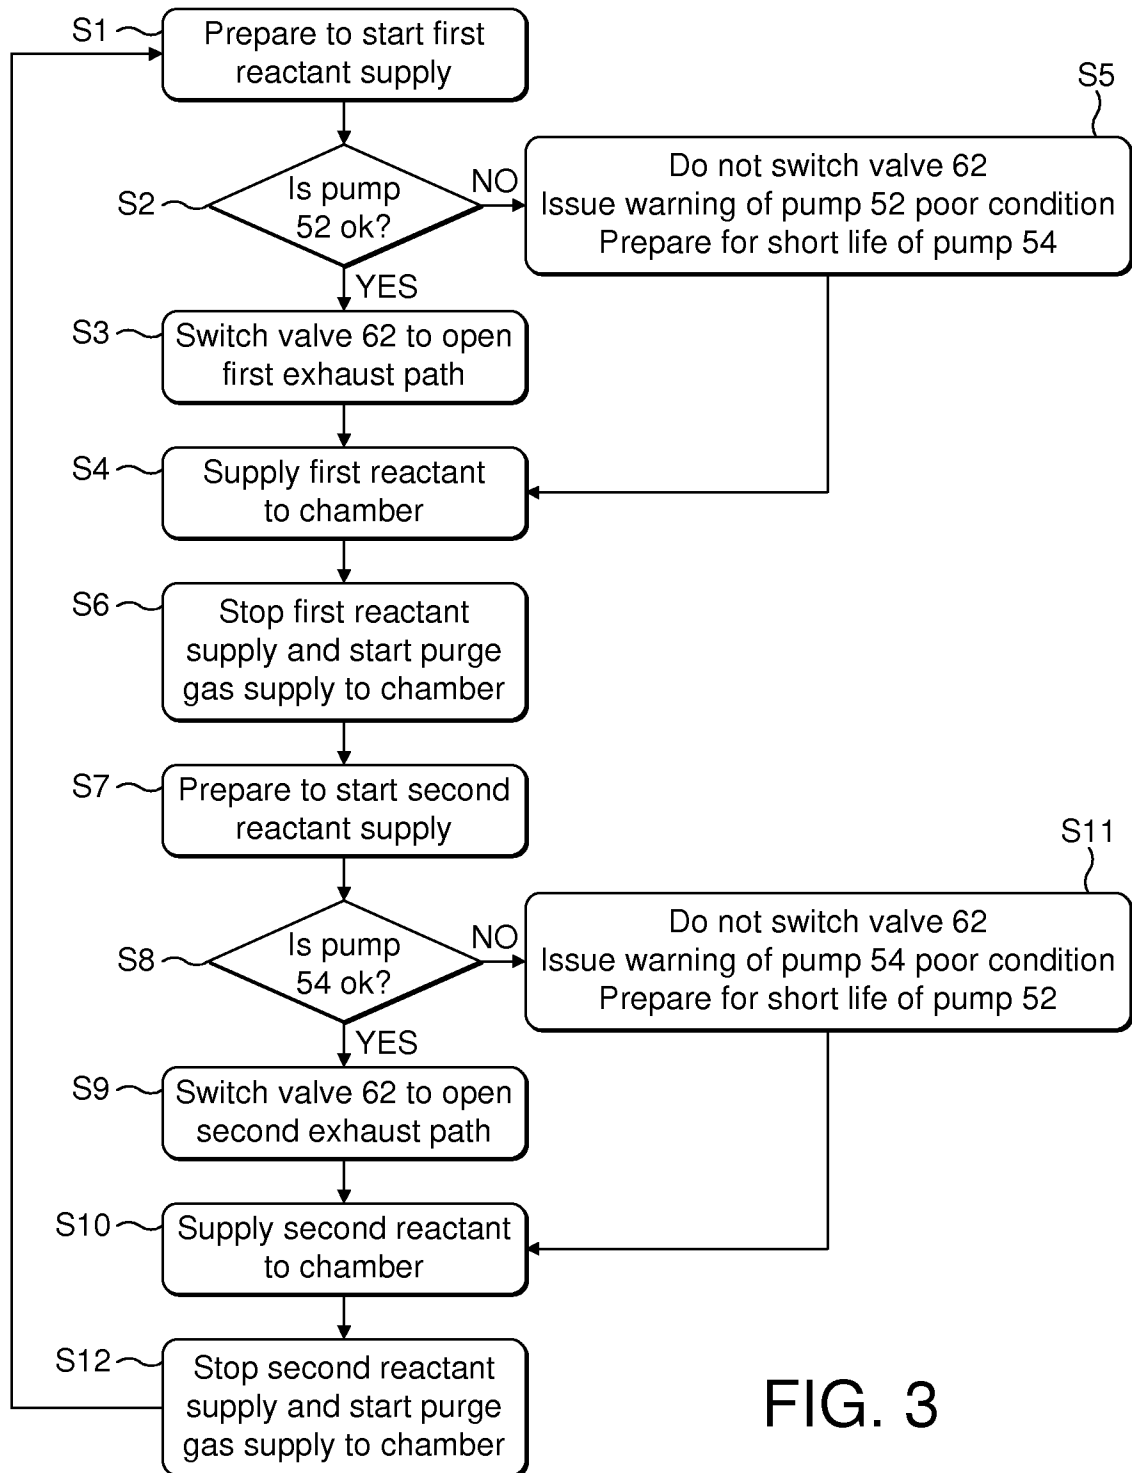 S1
Prepare to start first
reactant supply
S5
Do not switch valve 62
Issue warning of pump 52 poor condition
Prepare for short life of pump 54
S2
Is pump
52 ok?
NO
YES
S3
Switch valve 62 to open
first exhaust path
S4
Supply first reactant
to chamber
S6
Stop first reactant
supply and start purge
gas supply to chamber
S7
Prepare to start second
reactant supply
S11
Do not switch valve 62
Issue warning of pump 54 poor condition
Prepare for short life of pump 52
S8
Is pump
54 ok?
NO
YES
S9
Switch valve 62 to open
second exhaust path
S10
Supply second reactant
to chamber
S12
Stop second reactant
supply and start purge
gas supply to chamber
FIG. 3